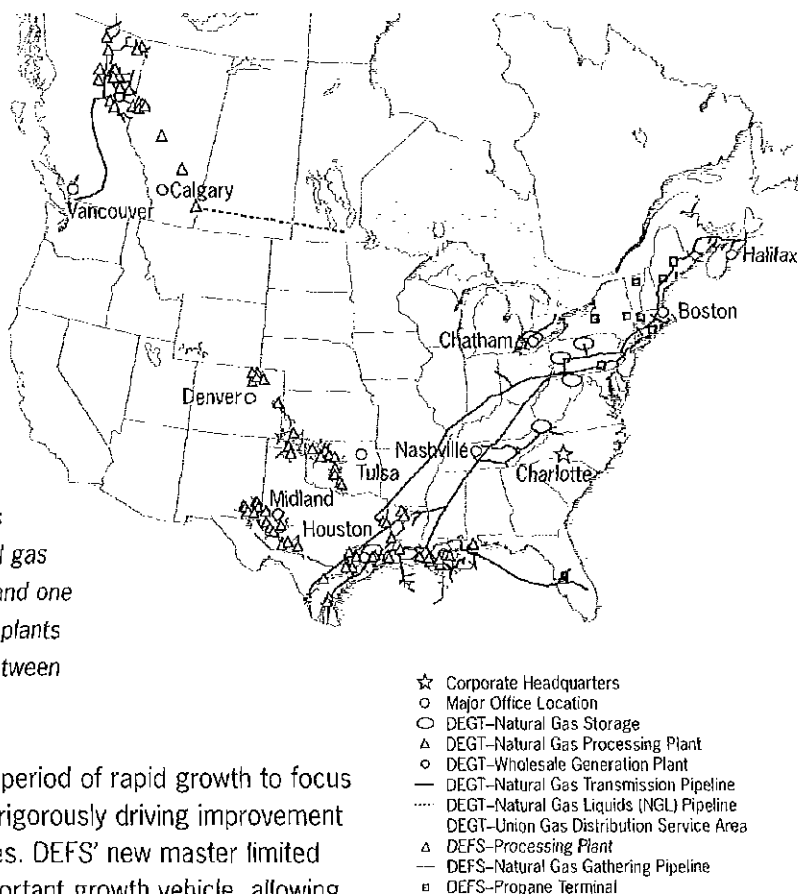 Calgary
Vancouver
Halifax
Boston
Chatham
Denver
Nashville
Tulsa
Charlotte
Midland
Houston
gas
and one
plants
tween
Corporate Headquarters
Major Office Location
DEGT–Natural Gas Storage
DEGT–Natural Gas Processing Plant
DEGT–Wholesale Generation Plant
DEGT–Natural Gas Transmission Pipeline
DEGT–Natural Gas Liquids (NGL) Pipeline
DEGT–Union Gas Distribution Service Area
DEFS–Processing Plant
DEFS–Natural Gas Gathering Pipeline
DEFS–Propane Terminal
period of rapid growth to focus
rigorously driving improvement
es. DEFS' new master limited
ortant growth vehicle, allowing